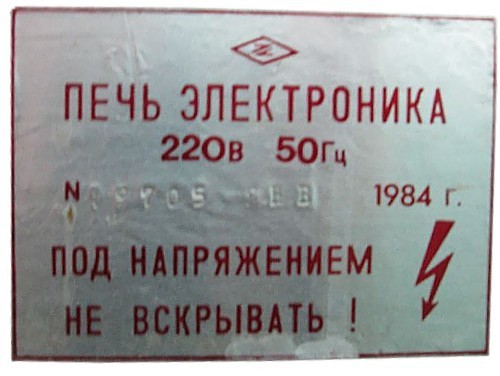 ПЕЧЬ ЭЛЕКТРОНИКА
220В 50Гц
N 1984 г.
ПОД НАПРЯЖЕНИЕМ
НЕ ВСКРЫВАТЬ !